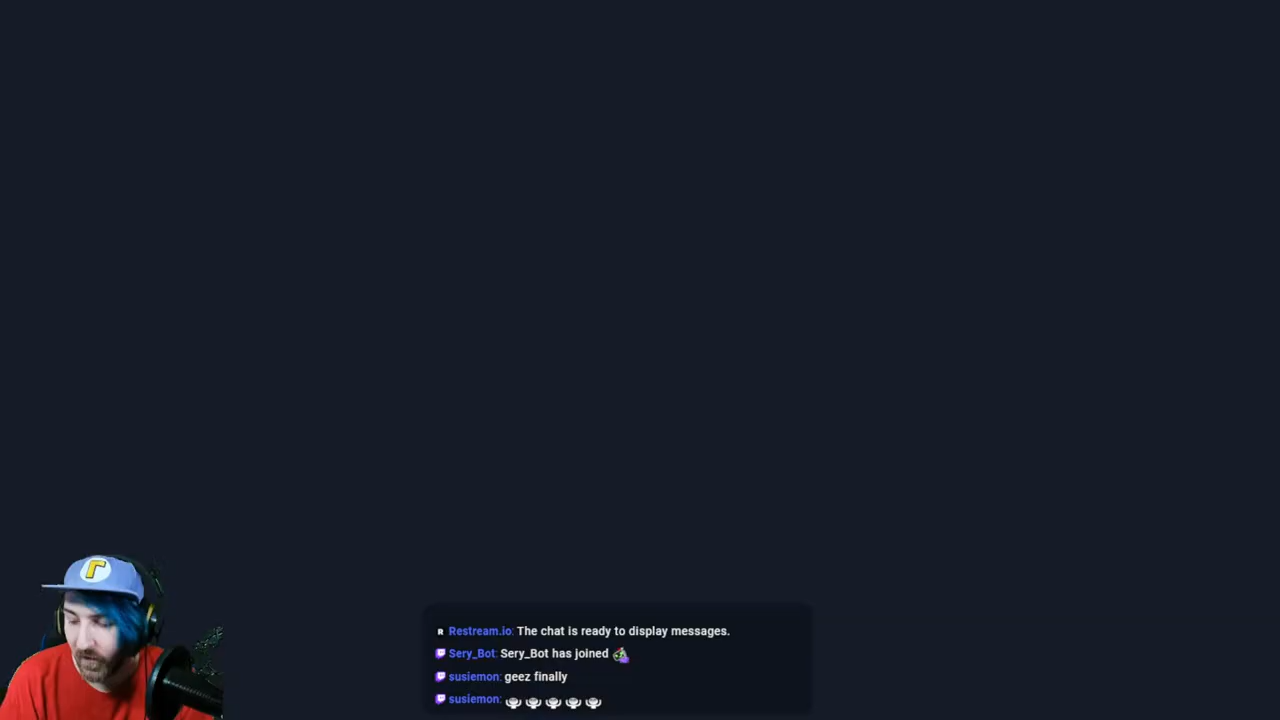 Restream.io: The chat is ready to display messages.
Sery_Bot: Sery_Bot has joined
susiemon: geez finally
susiemon: